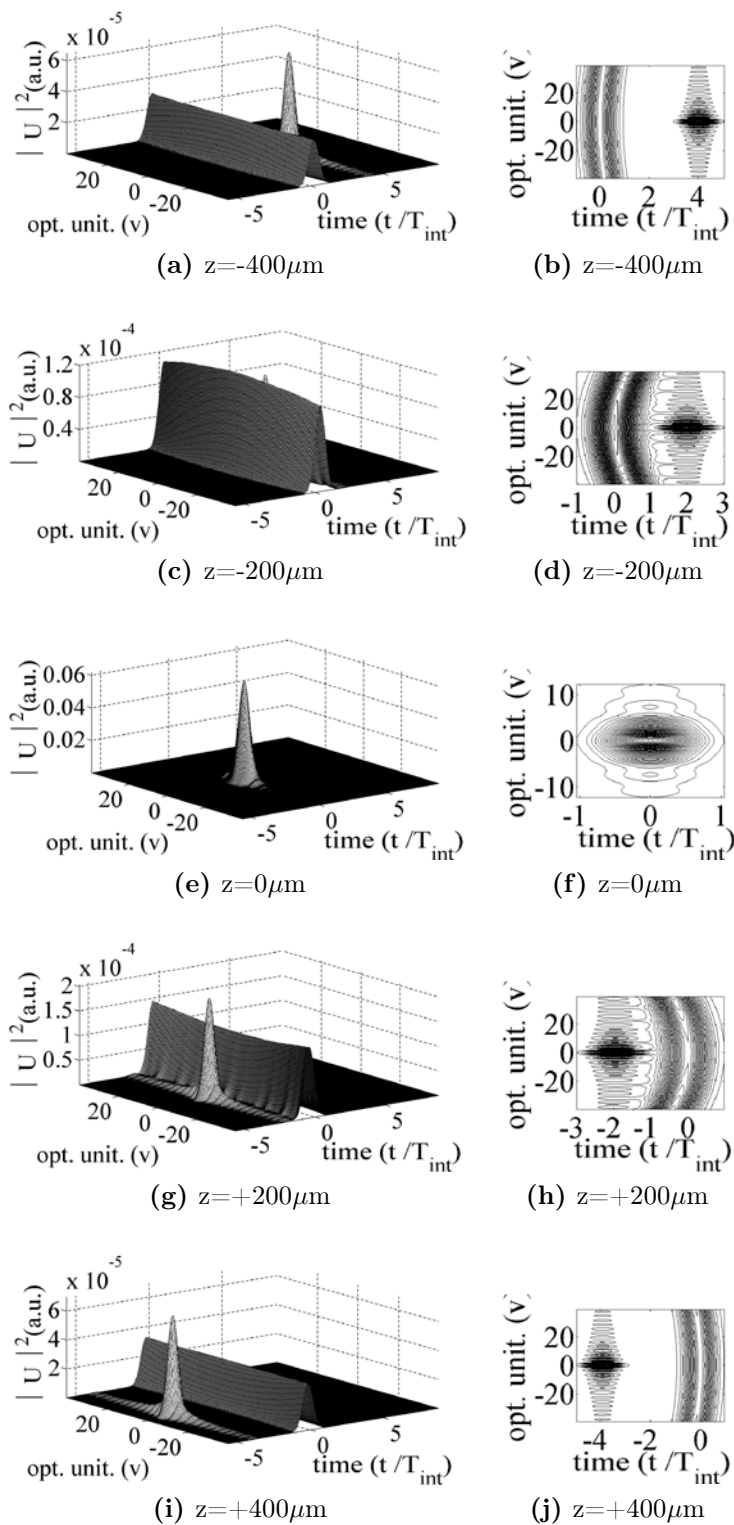 x 10^-5
| U |^2(a.u.)
6
4
2
20
0
-20
opt. unit. (v)
-5
0
5
time (t /T_int)
(a) z=-400μm
opt. unit. (v)
20
0
-20
0
2
4
time (t/T_int)
(b) z=-400μm
x 10^-4
| U |^2(a.u.)
1.2
0.8
0.4
20
0
-20
opt. unit. (v)
-5
0
5
time (t /T_int)
(c) z=-200μm
opt. unit. (v)
20
0
-20
-1
0
1
2
3
time (t/T_int)
(d) z=-200μm
| U |^2(a.u.)
0.06
0.04
0.02
20
0
-20
opt. unit. (v)
-5
0
5
time (t /T_int)
(e) z=0μm
opt. unit. (v)
10
0
-10
-1
0
1
time (t/T_int)
(f) z=0μm
x 10^-4
| U |^2(a.u.)
2
1.5
1
0.5
20
0
-20
opt. unit. (v)
-5
0
5
time (t /T_int)
(g) z=+200μm
opt. unit. (v)
20
0
-20
-3
-2
-1
0
time (t/T_int)
(h) z=+200μm
x 10^-5
| U |^2(a.u.)
6
4
2
20
0
-20
opt. unit. (v)
-5
0
5
time (t /T_int)
(i) z=+400μm
opt. unit. (v)
20
0
-20
-4
-2
0
time (t/T_int)
(j) z=+400μm